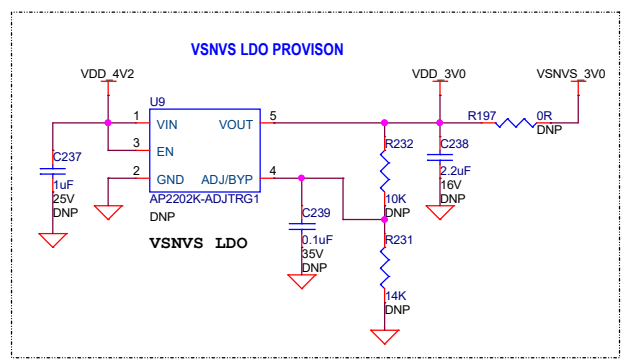 VSNVS LDO PROVISON
VDD_4V2
VDD_3V0
VSNVS_3V0
U9
1 VIN VOUT 5
3 EN
2 GND ADJ/BYP 4
AP2202K-ADJTRG1
DNP
VSNVS LDO
C237
1uF
25V
DNP
R197
0R
DNP
R232
10K
DNP
C238
2.2uF
16V
DNP
C239
0.1uF
35V
DNP
R231
14K
DNP